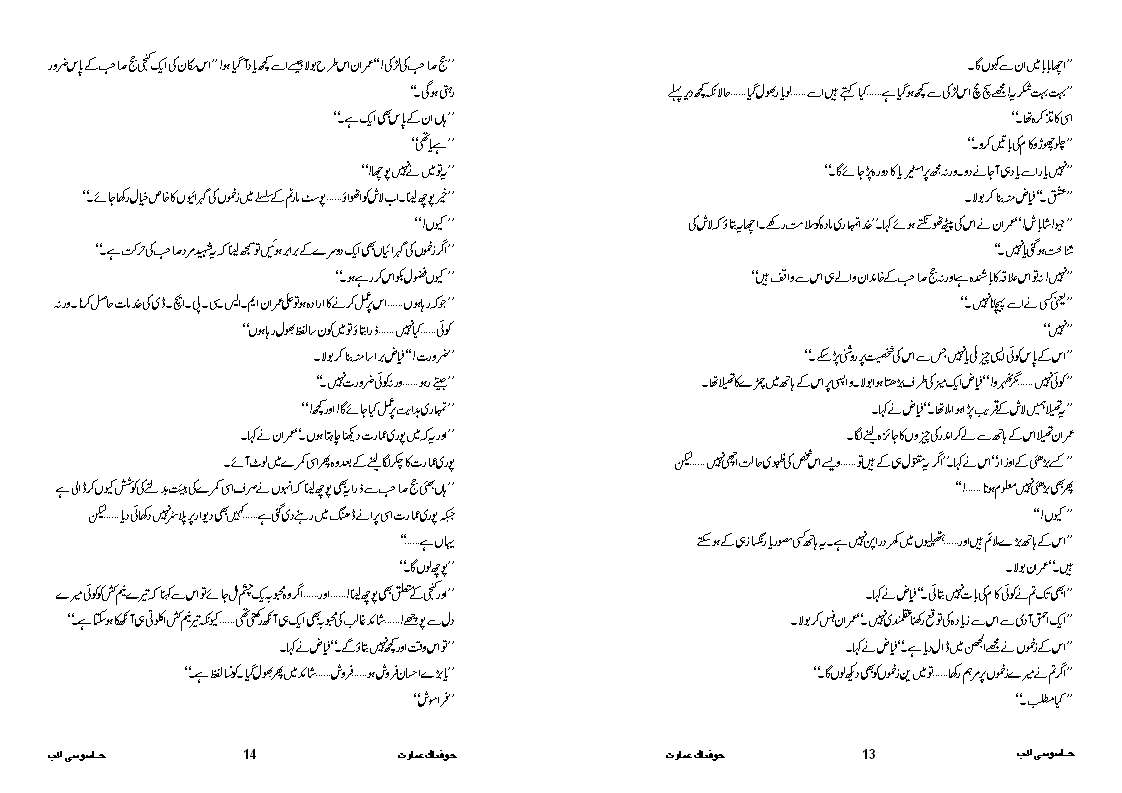 ”اچھا بابا میں ان سے کہوں گا۔
”بہت بہت شکریہ! مجھے سچ مچ اس لڑکی سے کچھ ہو گیا ہے......کیا کہتے ہیں اسے......لو یار بھول گیا......حالانکہ کچھ دیر پہلے
اسی کا تذکرہ تھا۔“
”چلو چھوڑو کام کی باتیں کرو۔“
”نہیں یار اسے یاد ہی آ جانے دو۔ ورنہ مجھ پر ہسٹیریا کا دورہ پڑ جائے گا۔“
”عشق۔“ فیاض منہ بنا کر بولا۔
”جیو! شاباش!“ عمران نے اس کی پیٹھ ٹھونکتے ہوئے کہا۔ ”خدا تمہاری مادہ کو سلامت رکھے۔ اچھا یہ بتاؤ کہ لاش کی
شناخت ہو گئی یا نہیں۔“
”نہیں! نہ تو اس علاقہ کا باشندہ ہے اور نہ جج صاحب کے خاندان والے ہی اس سے واقف ہیں“
”یعنی کسی نے اسے پہچانا نہیں۔“
”نہیں“
”اس کے پاس کوئی ایسی چیز ملی یا نہیں جس سے اس کی شخصیت پر روشنی پڑ سکے۔“
”کوئی نہیں......مگر ٹھہرو!“ فیاض ایک میز کی طرف بڑھتا ہوا بولا۔ واپسی پر اس کے ہاتھ میں چمڑے کا تھیلا تھا۔
”یہ تھیلا ہمیں لاش کے قریب پڑا ہوا ملا تھا۔“ فیاض نے کہا۔
عمران تھیلا اس کے ہاتھ سے لے کر اندر کی چیزوں کا جائزہ لینے لگا۔
”کسے بڑھئی کے اوزار“ اس نے کہا۔ ”اگر یہ مقتول ہی کے ہیں تو......ویسے اس شخص کی ظاہری حالت اچھی نہیں......لیکن
پھر بھی بڑھئی نہیں معلوم ہوتا......!“
”کیوں!“
”اس کے ہاتھ بڑے ملائم ہیں اور......ہتھیلیوں میں کھردراپن نہیں ہے۔ یہ ہاتھ کسی مصور یا رنگساز ہی کے ہو سکتے
ہیں۔“ عمران بولا۔
”ابھی تک تم نے کوئی کام کی بات نہیں بتائی۔“ فیاض نے کہا۔
”ایک احمق آدمی سے اس سے زیادہ کی توقع رکھنا عقلمندی نہیں۔“ عمران ہنس کر بولا۔
”اس کے زخموں نے مجھے الجھن میں ڈال دیا ہے۔“ فیاض نے کہا۔
”اگر تم نے میرے زخموں پر مرہم رکھا......تو میں ین زخموں کو بھی دیکھ لوں گا۔“
”کیا مطلب۔“
جاسوسی ادب
13
خوفناک عمارت
”جج صاحب کی لڑکی!“ عمران اس طرح بولا جیسے اسے کچھ یاد آ گیا ہو! ”اس مکان کی ایک کنجی جج صاحب کے پاس ضرور
رہتی ہو گی۔“
”ہاں ان کے پاس بھی ایک ہے۔“
”ہے یا تھی“
”یہ تو میں نے نہیں پوچھا!“
”خیر پوچھ لینا۔ اب لاش کو اٹھواؤ......پوسٹ مارٹم کے سلسلے میں زخموں کی گہرائیوں کا خاص خیال رکھا جائے۔“
”کیوں!“
”اگر زخموں کی گہرائیاں بھی ایک دوسرے کے برابر ہوئیں تو سمجھ لینا کہ یہ شہید مرد صاحب کی حرکت ہے۔“
”کیوں فضول بکواس کر رہے ہو۔“
”جو کہہ رہا ہوں......اس پر عمل کرنے کا ارادہ ہو تو علی عمران ایم۔ ایس۔ سی۔ پی۔ ایچ۔ ڈی کی خدمات حاصل کرنا۔ ورنہ
کوئی......کیا نہیں......ذرا بتاؤ تو میں کون سا لفظ بھول رہا ہوں“
”ضرورت!“ فیاض برا سا منہ بنا کر بولا۔
”جیتے رہو......ورنہ کوئی ضرورت نہیں۔“
”تمہاری ہدایت پر عمل کیا جائے گا! اور کچھ!“
”اور یہ کہ میں پوری عمارت دیکھنا چاہتا ہوں۔“ عمران نے کہا۔
پوری عمارت کا چکر لگا لینے کے بعد وہ پھر اسی کمرے میں لوٹ آئے۔
”ہاں بھئی جج صاحب سے ذرا یہ بھی پوچھ لینا کہ انہوں نے صرف اسی کمرے کی ہیئت بدلنے کی کوشش کیوں کر ڈالی ہے
جبکہ پوری عمارت اسی پرانے ڈھنگ میں رہنے دی گئی ہے......کہیں بھی دیوار پر پلاسٹر نہیں دکھائی دیا......لیکن
یہاں ہے......“
”پوچھ لوں گا۔“
”اور کنجی کے متعلق بھی پوچھ لینا!......اور......اگر وہ محبوبہ یک چشم مل جائے تو اس سے کہنا کہ تیرے نیم کش کو کوئی میرے
دل سے پوچھے!......شائد غالب کی محبوبہ بھی ایک ہی آنکھ رکھتی تھی......کیونکہ تیر نیم کش اکلوتی ہی آنکھ کا ہو سکتا ہے۔“
”تو اس وقت اور کچھ نہیں بتاؤ گے۔“ فیاض نے کہا۔
”یا بڑے احسان فروش ہو......فروش......شائد میں پھر بھول گیا۔ کونسا لفظ ہے۔“
”فراموش“
جاسوسی ادب
14
خوفناک عمارت